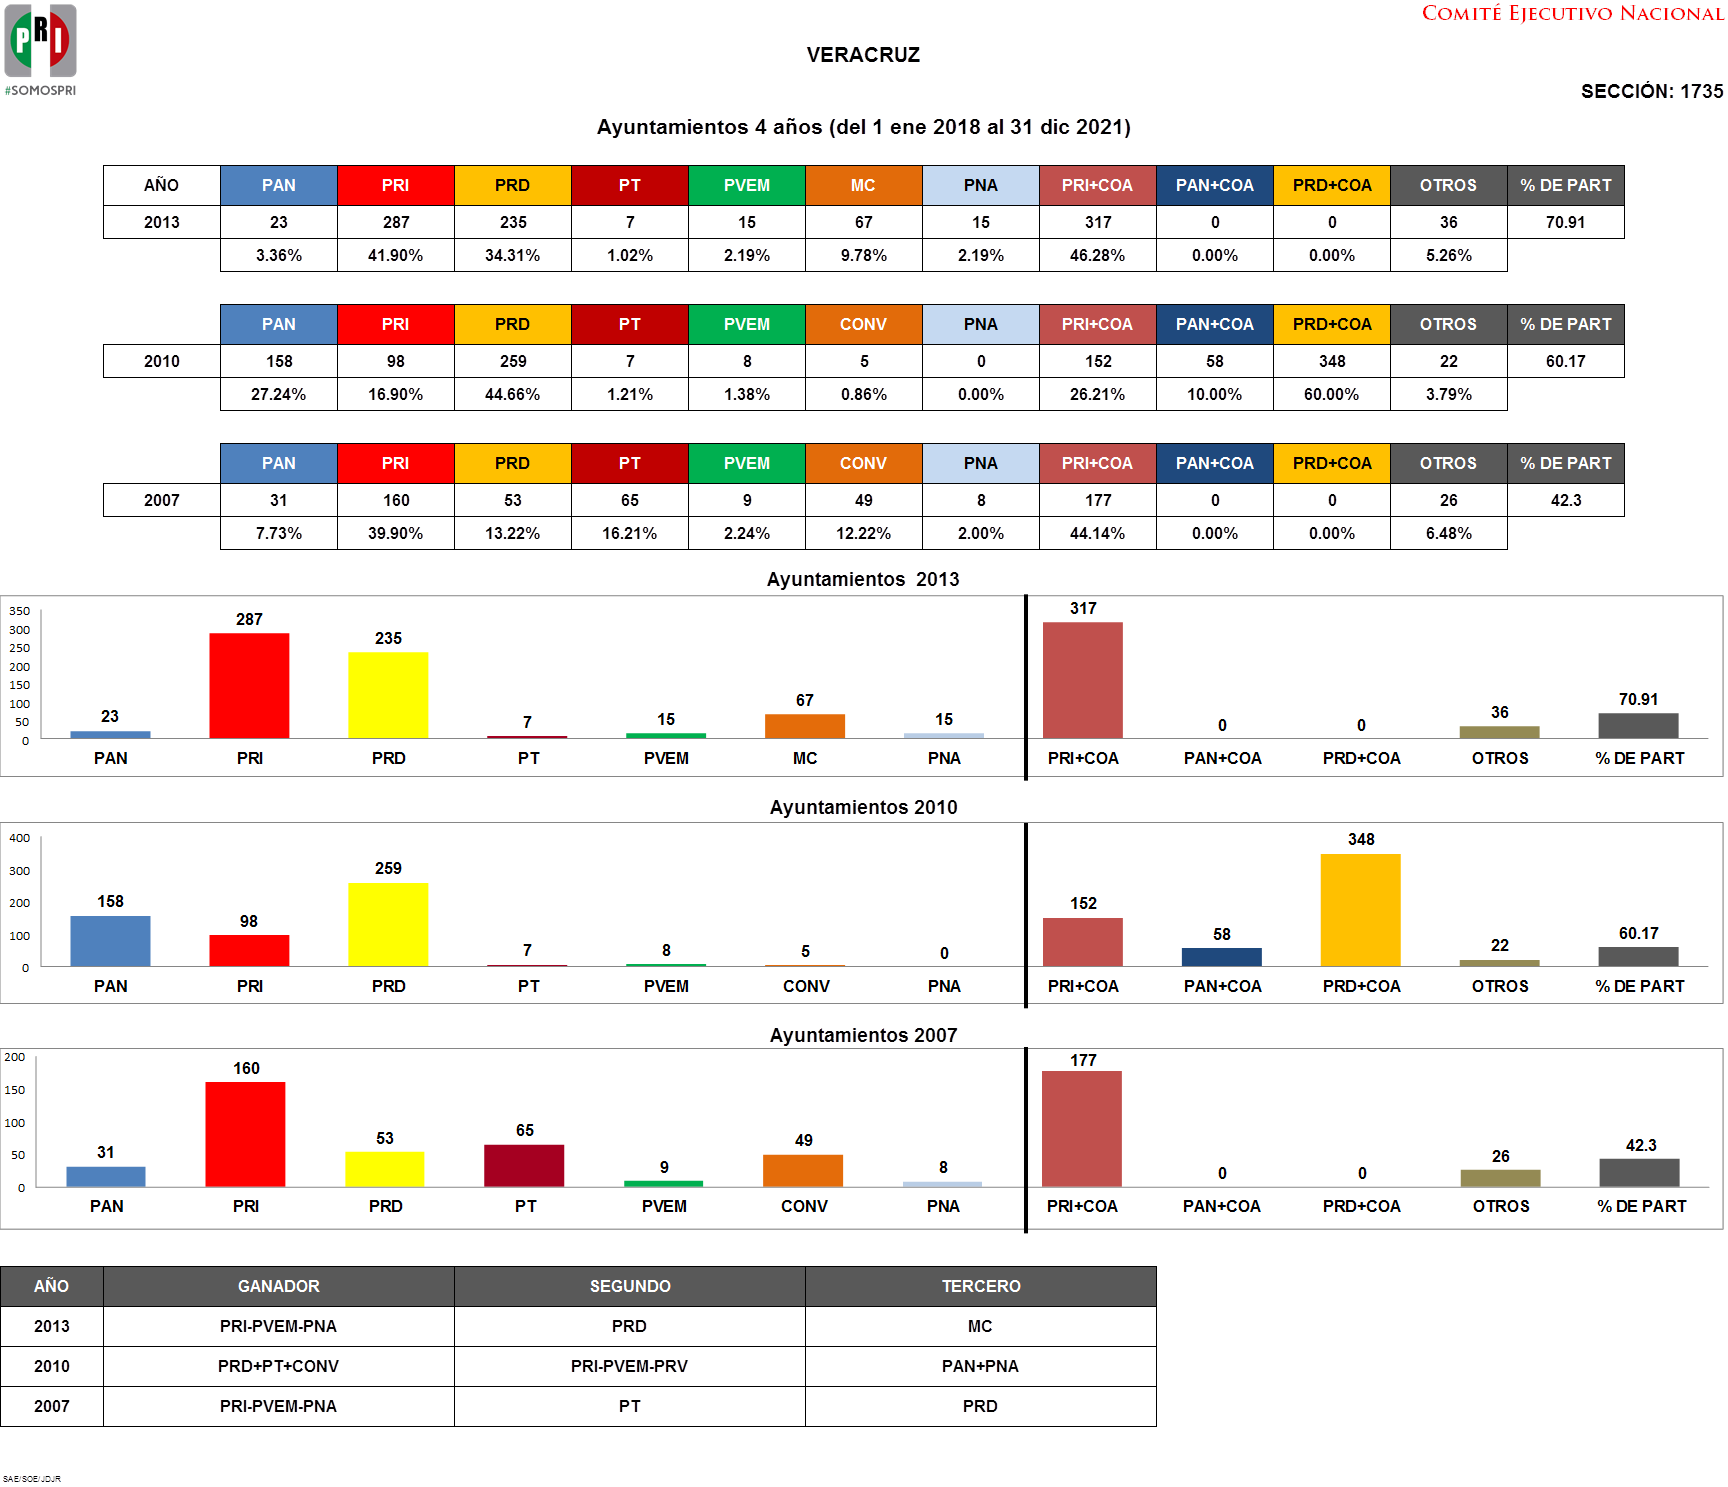 PRI
#SOMOSPRI
COMITÉ EJECUTIVO NACIONAL
VERACRUZ
SECCIÓN: 1735
Ayuntamientos 4 años (del 1 ene 2018 al 31 dic 2021)
AÑO PAN PRI PRD PT PVEM MC PNA PRI+COA PAN+COA PRD+COA OTROS % DE PART
2013 23 287 235 7 15 67 15 317 0 0 36 70.91
3.36% 41.90% 34.31% 1.02% 2.19% 9.78% 2.19% 46.28% 0.00% 0.00% 5.26%
PAN PRI PRD PT PVEM CONV PNA PRI+COA PAN+COA PRD+COA OTROS % DE PART
2010 158 98 259 7 8 5 0 152 58 348 22 60.17
27.24% 16.90% 44.66% 1.21% 1.38% 0.86% 0.00% 26.21% 10.00% 60.00% 3.79%
PAN PRI PRD PT PVEM CONV PNA PRI+COA PAN+COA PRD+COA OTROS % DE PART
2007 31 160 53 65 9 49 8 177 0 0 26 42.3
7.73% 39.90% 13.22% 16.21% 2.24% 12.22% 2.00% 44.14% 0.00% 0.00% 6.48%
Ayuntamientos 2013
350
300
250
200
150
100
50
0
23 287 235 7 15 67 15 317 0 0 36 70.91
PAN PRI PRD PT PVEM MC PNA PRI+COA PAN+COA PRD+COA OTROS % DE PART
Ayuntamientos 2010
400
300
200
100
0
158 98 259 7 8 5 0 152 58 348 22 60.17
PAN PRI PRD PT PVEM CONV PNA PRI+COA PAN+COA PRD+COA OTROS % DE PART
Ayuntamientos 2007
200
150
100
50
0
31 160 53 65 9 49 8 177 0 0 26 42.3
PAN PRI PRD PT PVEM CONV PNA PRI+COA PAN+COA PRD+COA OTROS % DE PART
AÑO GANADOR SEGUNDO TERCERO
2013 PRI-PVEM-PNA PRD MC
2010 PRD+PT+CONV PRI-PVEM-PRV PAN+PNA
2007 PRI-PVEM-PNA PT PRD
SAE/SOE/JDJR